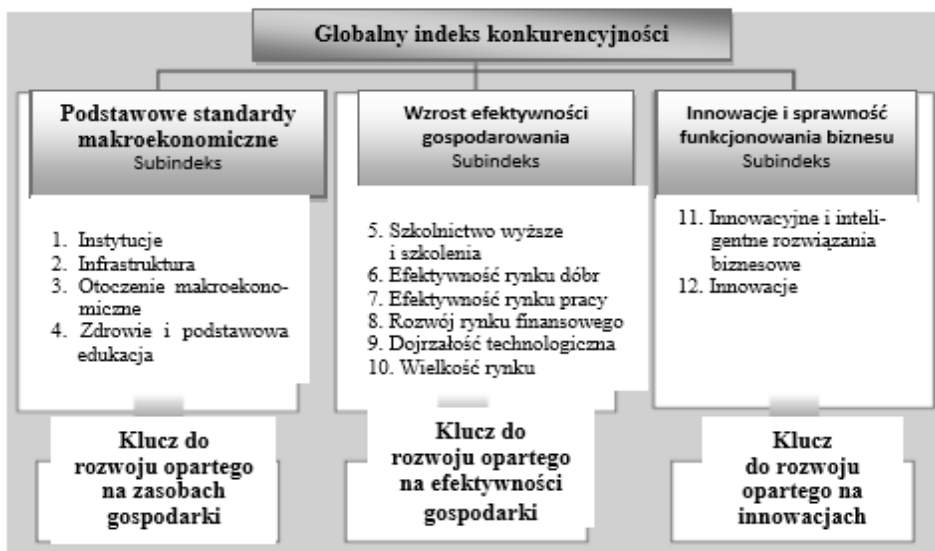 Globalny indeks konkurencyjności
Podstawowe standardy
makroekonomiczne
Subindeks
1. Instytucje
2. Infrastruktura
3. Otoczenie makroekono-
miczne
4. Zdrowie i podstawowa
edukacja
Klucz do
rozwoju opartego
na zasobach
gospodarki
Wzrost efektywności
gospodarowania
Subindeks
5. Szkolnictwo wyższe
i szkolenia
6. Efektywność rynku dóbr
7. Efektywność rynku pracy
8. Rozwój rynku finansowego
9. Dojrzałość technologiczna
10. Wielkość rynku
Klucz do
rozwoju opartego
na efektywności
gospodarki
Innowacje i sprawność
funkcjonowania biznesu
Subindeks
11. Innowacyjne i inteli-
gentne rozwiązania
biznesowe
12. Innowacje
Klucz
do rozwoju
opartego na
innowacjach